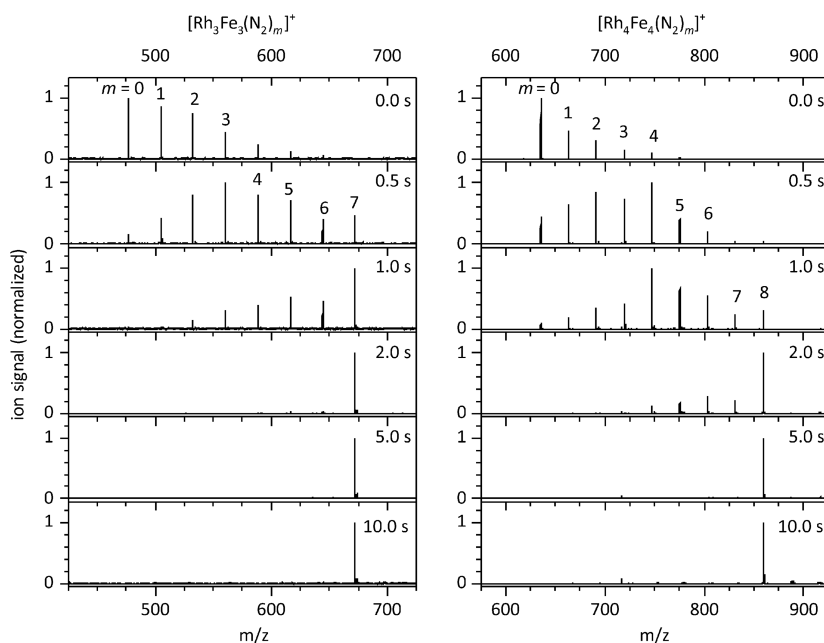 [Rh₃Fe₃(N₂)ₘ]⁺
[Rh₄Fe₄(N₂)ₘ]⁺
500 600 700
600 700 800 900
ion signal (normalized)
1
0
m = 0 1 2 3
0.0 s
1
0
m = 0 1 2 3 4
0.0 s
1
0
4 5 6 7
0.5 s
1
0
5 6
0.5 s
1
0
1.0 s
1
0
7 8
1.0 s
1
0
2.0 s
1
0
2.0 s
1
0
5.0 s
1
0
5.0 s
1
0
10.0 s
1
0
10.0 s
500 600 700
600 700 800 900
m/z
m/z